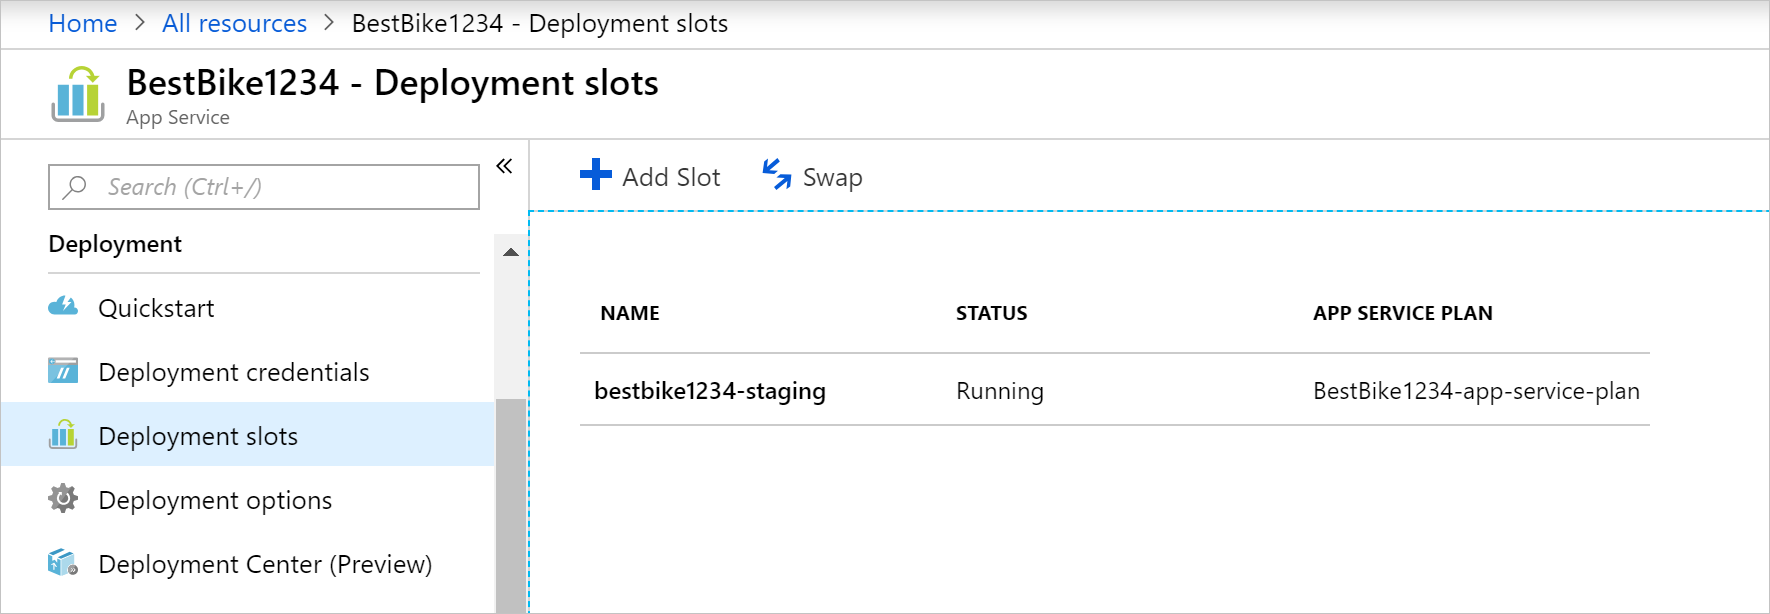 Home > All resources > BestBike1234 - Deployment slots
BestBike1234 - Deployment slots
App Service
Search (Ctrl+/)
«
Deployment
Quickstart
Deployment credentials
Deployment slots
Deployment options
Deployment Center (Preview)
Add Slot Swap
NAME STATUS APP SERVICE PLAN
bestbike1234-staging Running BestBike1234-app-service-plan